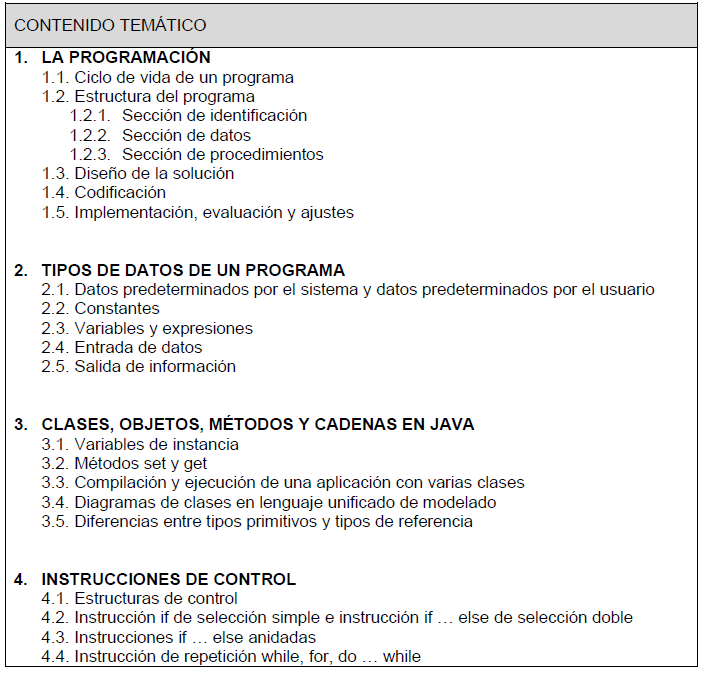 CONTENIDO TEMÁTICO
1. LA PROGRAMACIÓN
1.1. Ciclo de vida de un programa
1.2. Estructura del programa
1.2.1. Sección de identificación
1.2.2. Sección de datos
1.2.3. Sección de procedimientos
1.3. Diseño de la solución
1.4. Codificación
1.5. Implementación, evaluación y ajustes
2. TIPOS DE DATOS DE UN PROGRAMA
2.1. Datos predeterminados por el sistema y datos predeterminados por el usuario
2.2. Constantes
2.3. Variables y expresiones
2.4. Entrada de datos
2.5. Salida de información
3. CLASES, OBJETOS, MÉTODOS Y CADENAS EN JAVA
3.1. Variables de instancia
3.2. Métodos set y get
3.3. Compilación y ejecución de una aplicación con varias clases
3.4. Diagramas de clases en lenguaje unificado de modelado
3.5. Diferencias entre tipos primitivos y tipos de referencia
4. INSTRUCCIONES DE CONTROL
4.1. Estructuras de control
4.2. Instrucción if de selección simple e instrucción if … else de selección doble
4.3. Instrucciones if … else anidadas
4.4. Instrucción de repetición while, for, do … while